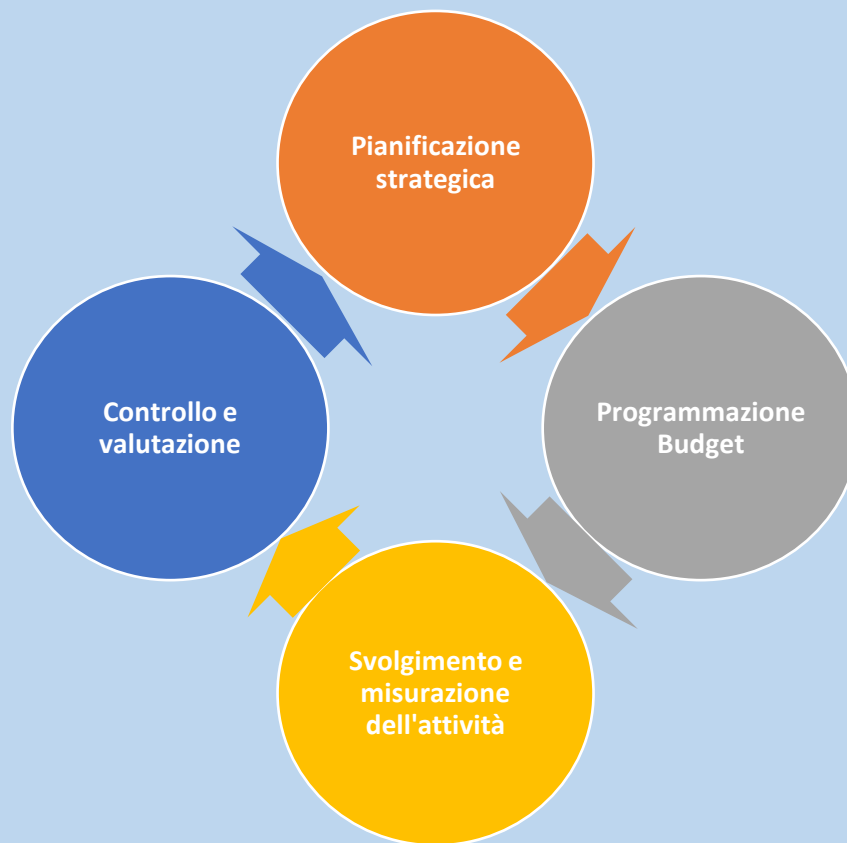 Pianificazione
strategica
Programmazione
Budget
Svolgimento e
misurazione
dell'attività
Controllo e
valutazione